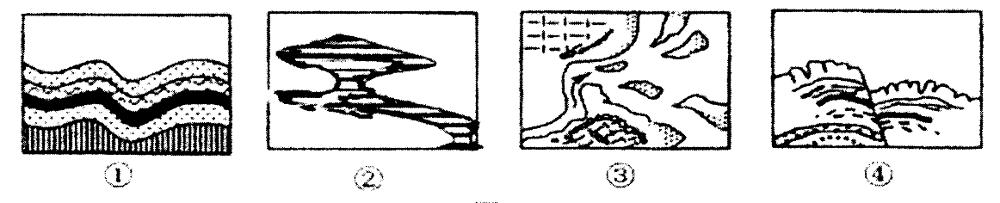 ① ② ③ ④